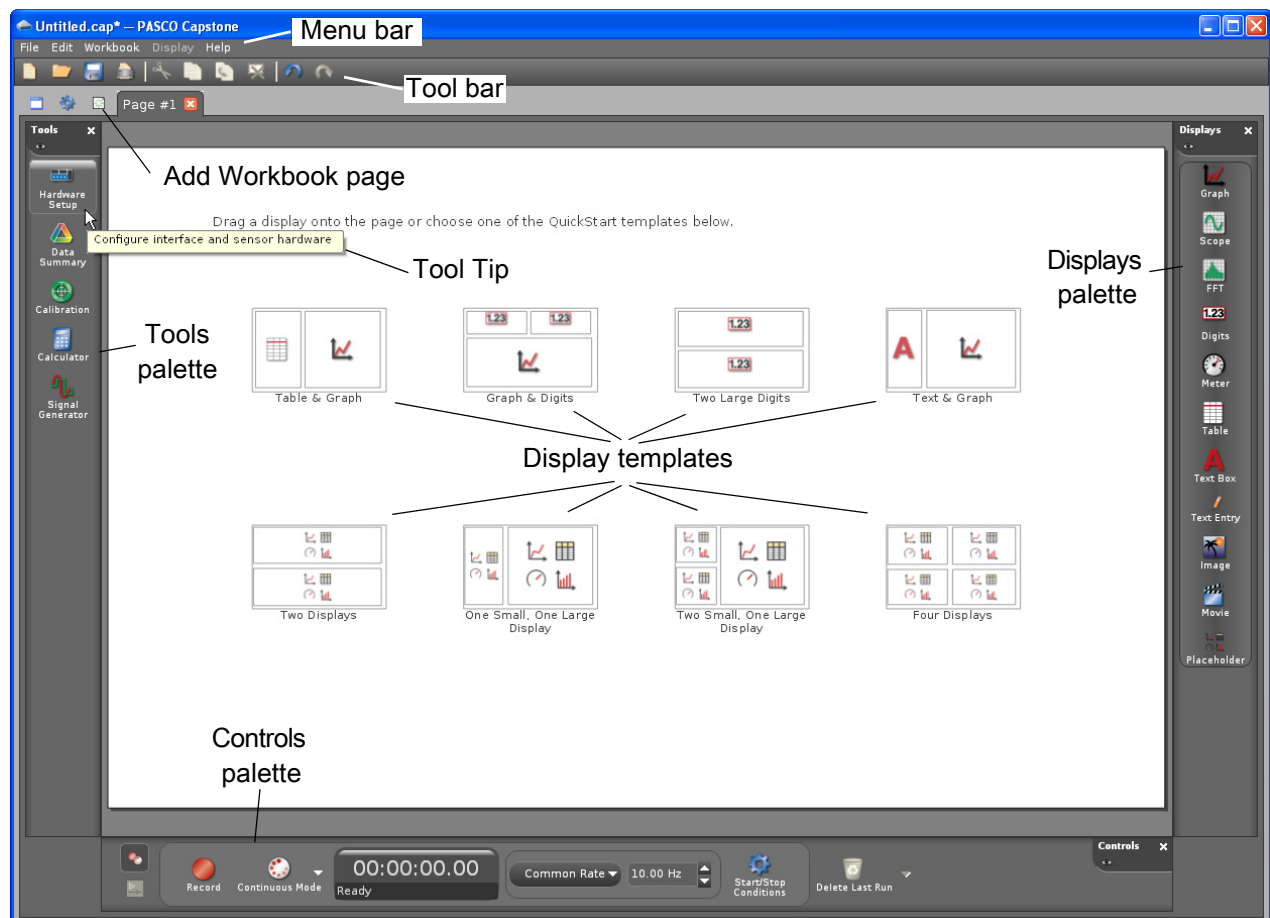 Untitled.cap* — PASCO Capstone
Menu bar
File Edit Workbook Display Help
Tool bar
Page #1
Tools
Displays
Add Workbook page
Hardware
Setup
Graph
Drag a display onto the page or choose one of the QuickStart templates below.
Configure interface and sensor hardware
Data
Summary
Scope
Tool Tip
Displays
palette
FFT
Calibration
1.23
Digits
Tools
palette
Calculator
1.23
1.23
1.23
1.23
A
Meter
Signal
Generator
Table & Graph
Graph & Digits
Two Large Digits
Text & Graph
Table
Display templates
A
Text Box
Text Entry
Image
Two Displays
One Small, One Large
Display
Two Small, One Large
Display
Four Displays
Movie
Placeholder
Controls
palette
Controls
Record
Continuous Mode
00:00:00.00
Ready
Common Rate
10.00 Hz
Start/Stop
Conditions
Delete Last Run